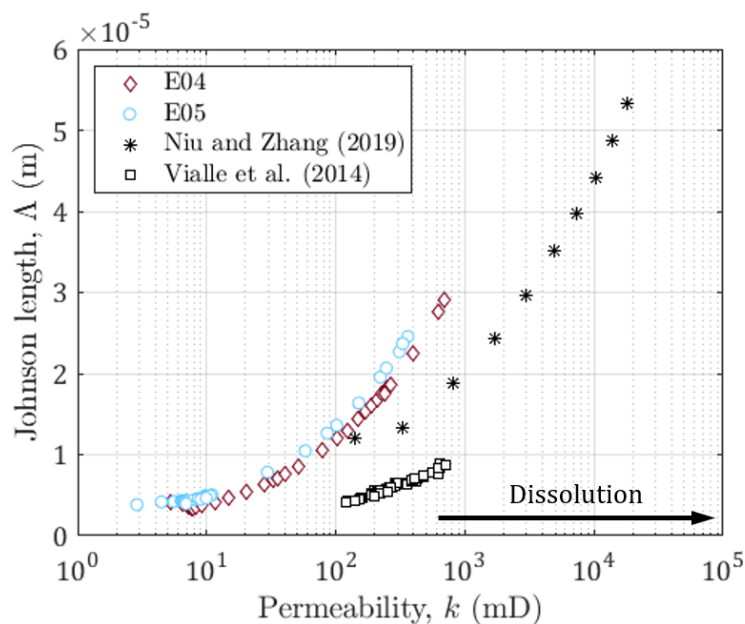 ×10⁻⁵
6
5
4
3
2
1
0
Johnson length, Λ (m)
E04
E05
Niu and Zhang (2019)
Vialle et al. (2014)
Dissolution
10⁰ 10¹ 10² 10³ 10⁴ 10⁵
Permeability, k (mD)